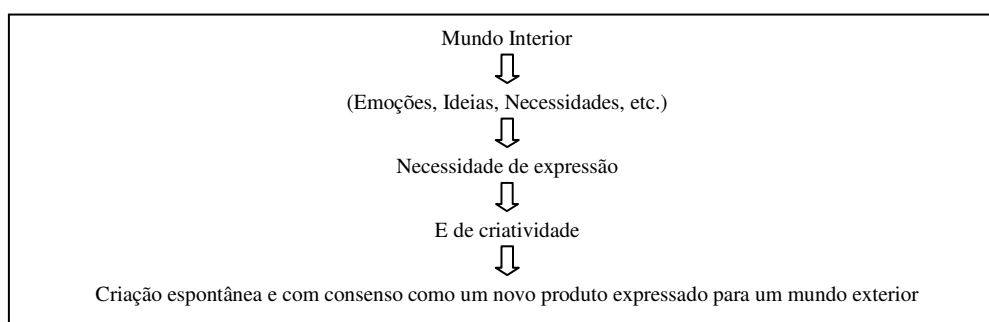 Mundo Interior
(Emoções, Ideias, Necessidades, etc.)
Necessidade de expressão
E de criatividade
Criação espontânea e com consenso como um novo produto expressado para um mundo exterior